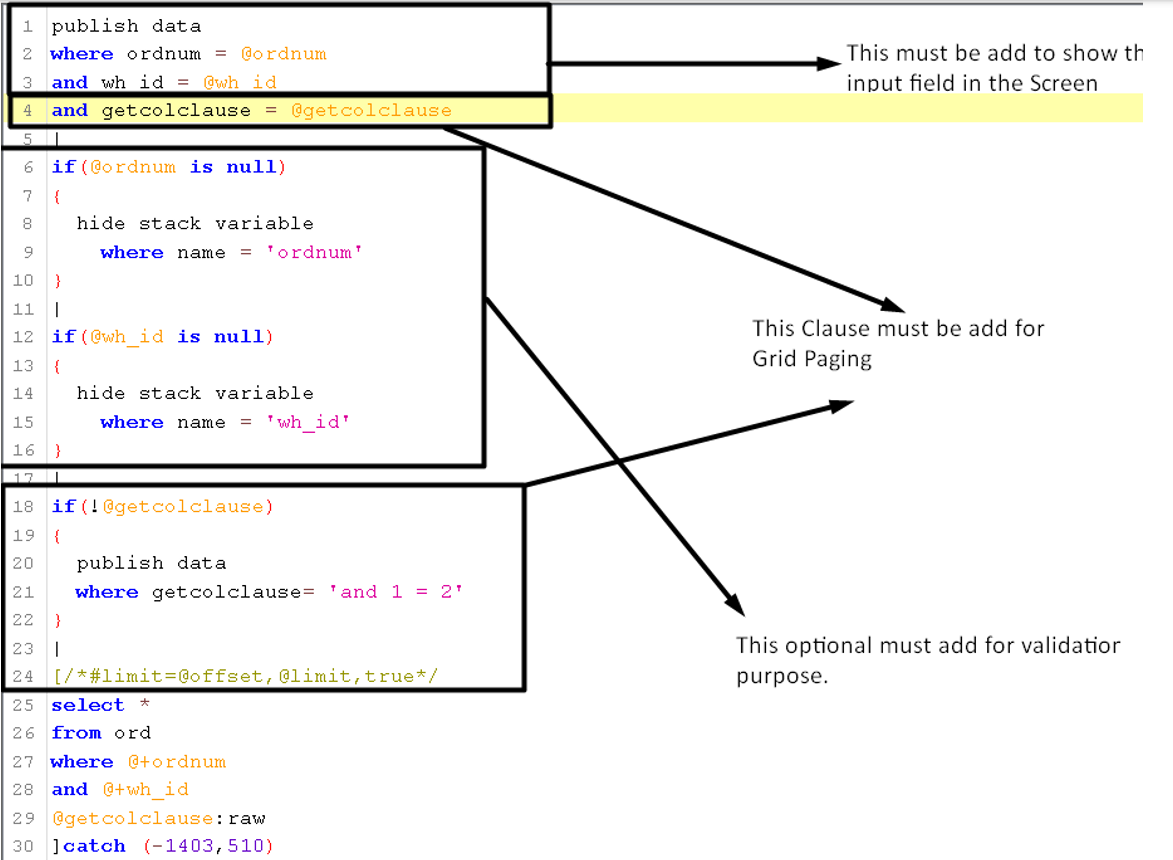 1 publish data
2 where ordnum = @ordnum
3 and wh_id = @wh_id
4 and getcolclause = @getcolclause
5 |
6 if(@ordnum is null)
7 {
8 hide stack variable
9 where name = 'ordnum'
10 }
11 |
12 if(@wh_id is null)
13 {
14 hide stack variable
15 where name = 'wh_id'
16 }
17 |
18 if(!@getcolclause)
19 {
20 publish data
21 where getcolclause= 'and 1 = 2'
22 }
23 |
24 [/*#limit=@offset,@limit,true*/
25 select *
26 from ord
27 where @+ordnum
28 and @+wh_id
29 @getcolclause:raw
30 ]catch (-1403,510)
This must be add to show th
input field in the Screen
This Clause must be add for
Grid Paging
This optional must add for validation
purpose.